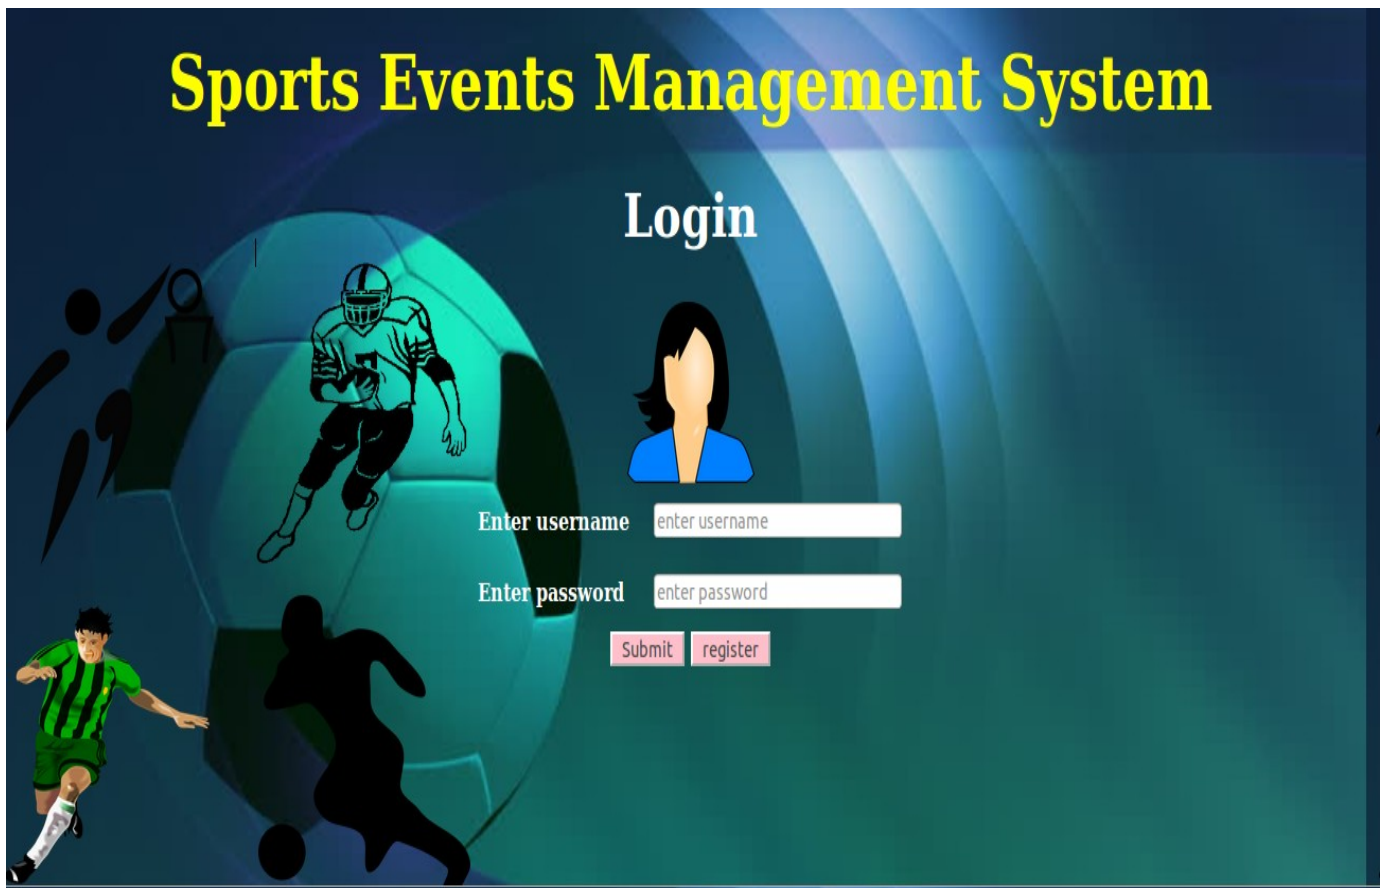 Sports Events Management System
Login
Enter username enter username
Enter password enter password
Submit register